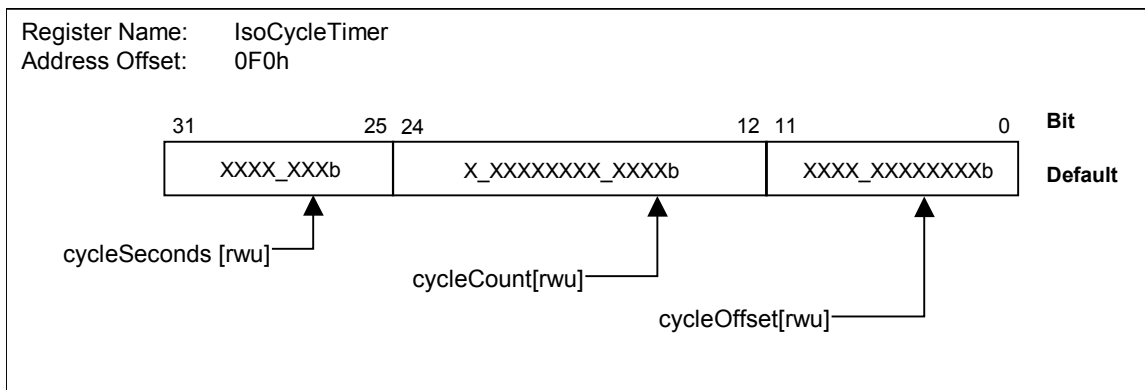 Register Name: IsoCycleTimer
Address Offset: 0F0h
31 25 24 12 11 0 Bit
XXXX_XXXb X_XXXXXXXX_XXXXb XXXX_XXXXXXXXb Default
cycleSeconds [rwu]
cycleCount[rwu]
cycleOffset[rwu]